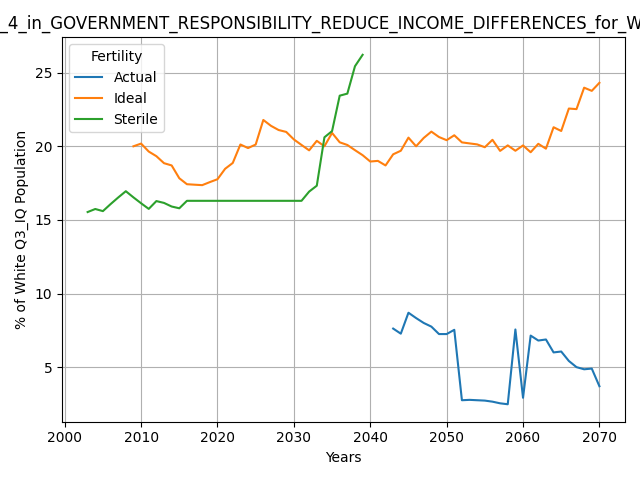 _4_in_GOVERNMENT_RESPONSIBILITY_REDUCE_INCOME_DIFFERENCES_for_W
Fertility
Actual
Ideal
Sterile
% of White Q3_IQ Population
25
20
15
10
5
2000 2010 2020 2030 2040 2050 2060 2070
Years